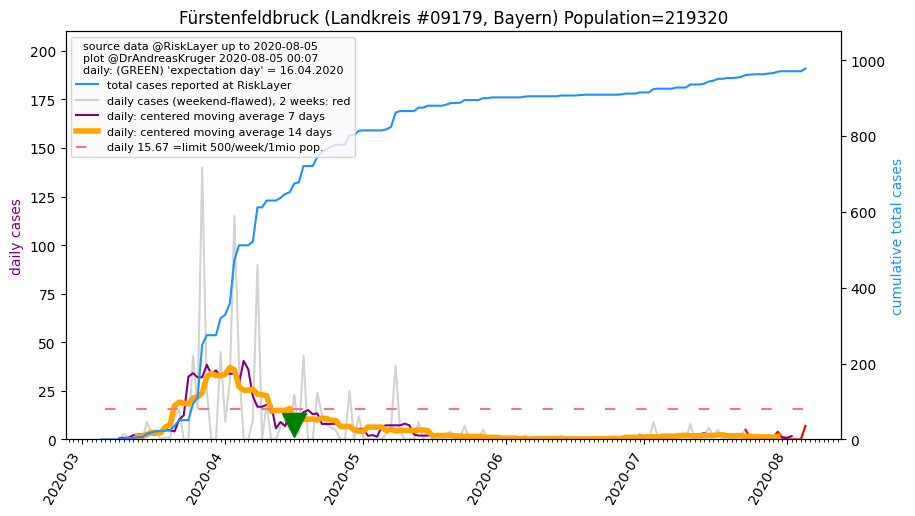 Fürstenfeldbruck (Landkreis #09179, Bayern) Population=219320
source data @RiskLayer up to 2020-08-05
plot @DrAndreasKruger 2020-08-05 00:07
daily: (GREEN) 'expectation day' = 16.04.2020
total cases reported at RiskLayer
daily cases (weekend-flawed), 2 weeks: red
daily: centered moving average 7 days
daily: centered moving average 14 days
daily 15.67 =limit 500/week/1mio pop.
daily cases
200
175
150
125
100
75
50
25
0
cumulative total cases
1000
800
600
400
200
0
2020-03
2020-04
2020-05
2020-06
2020-07
2020-08